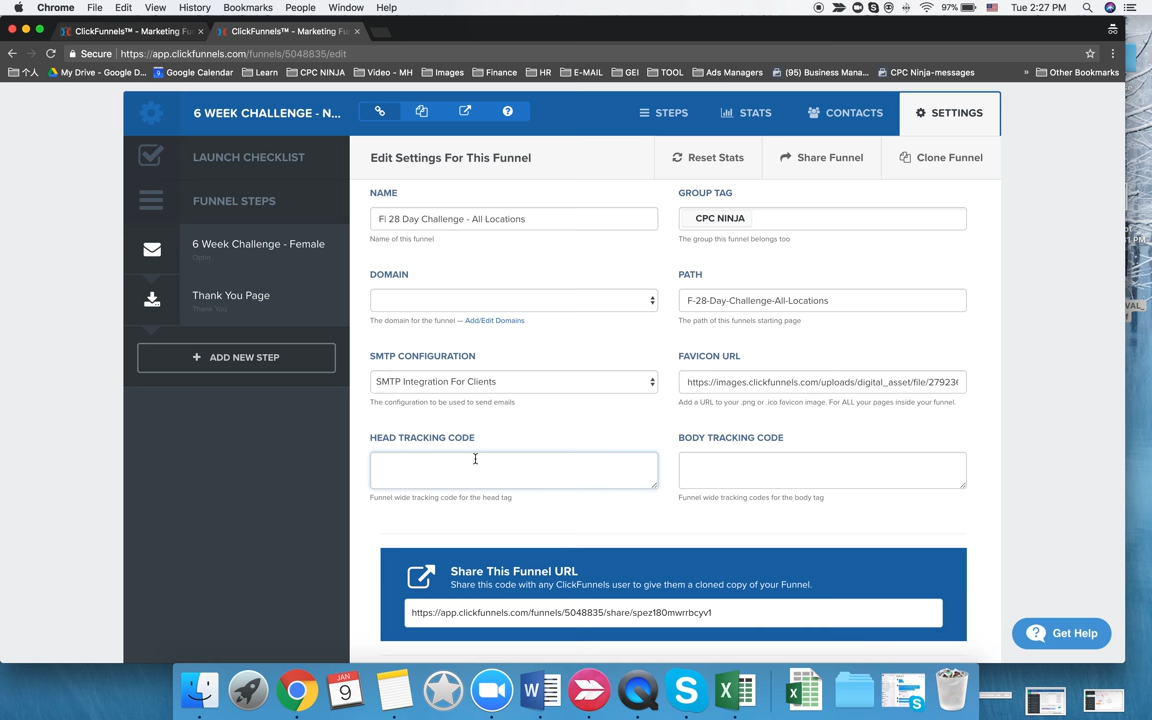 Chrome File Edit View History Bookmarks People Window Help
97% Tue 2:27 PM
ClickFunnels™ - Marketing Fu × ClickFunnels™ - Marketing Fu ×
Secure https://app.clickfunnels.com/funnels/5048835/edit
个人 My Drive - Google D... Google Calendar Learn CPC NINJA Video - MH Images Finance HR E-MAIL GEI TOOL Ads Managers (95) Business Mana... CPC Ninja-messages » Other Bookmarks
6 WEEK CHALLENGE - N... STEPS STATS CONTACTS SETTINGS
LAUNCH CHECKLIST
FUNNEL STEPS
6 Week Challenge - Female
Optin
Thank You Page
Thank You
+ ADD NEW STEP
Edit Settings For This Funnel Reset Stats Share Funnel Clone Funnel
NAME GROUP TAG
F| 28 Day Challenge - All Locations CPC NINJA
Name of this funnel The group this funnel belongs too
DOMAIN PATH
F-28-Day-Challenge-All-Locations
The domain for the funnel — Add/Edit Domains The path of this funnels starting page
SMTP CONFIGURATION FAVICON URL
SMTP Integration For Clients https://images.clickfunnels.com/uploads/digital_asset/file/27923
The configuration to be used to send emails Add a URL to your .png or .ico favicon image. For ALL your pages inside your funnel.
HEAD TRACKING CODE BODY TRACKING CODE
Funnel wide tracking code for the head tag Funnel wide tracking codes for the body tag
Share This Funnel URL
Share this code with any ClickFunnels user to give them a cloned copy of your Funnel.
https://app.clickfunnels.com/funnels/5048835/share/spez180mwrrbcyv1
? Get Help
JAN
9